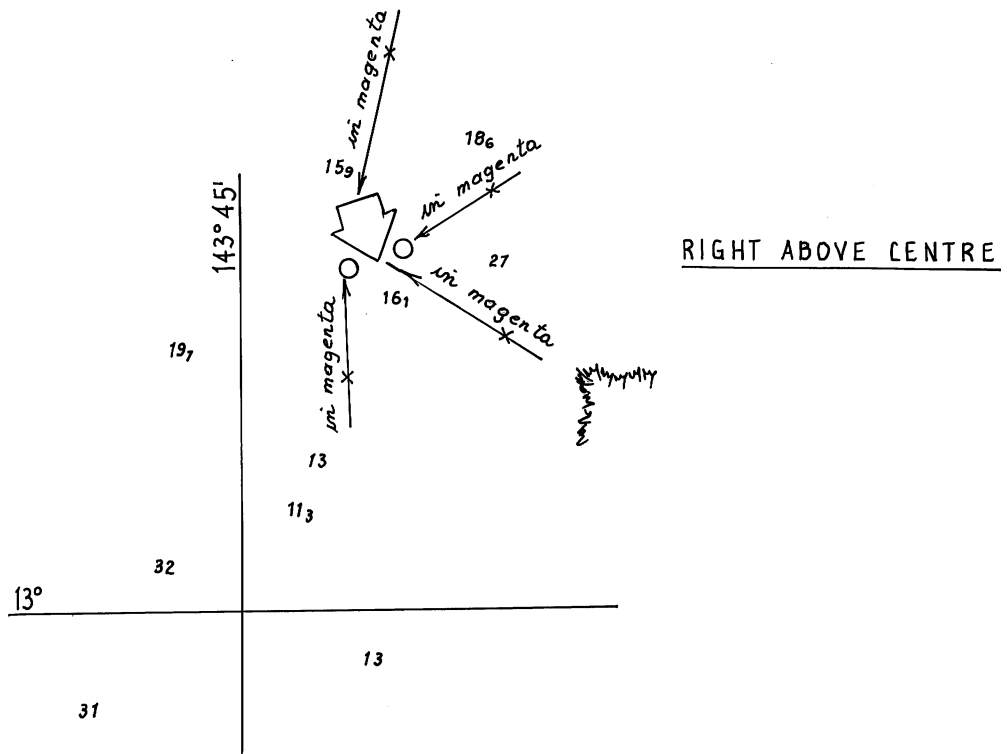 in magenta
18₆
15₉
in magenta
143° 45'
RIGHT ABOVE CENTRE
27
in magenta
16₁
in magenta
19₇
13
11₃
32
13°
13
31